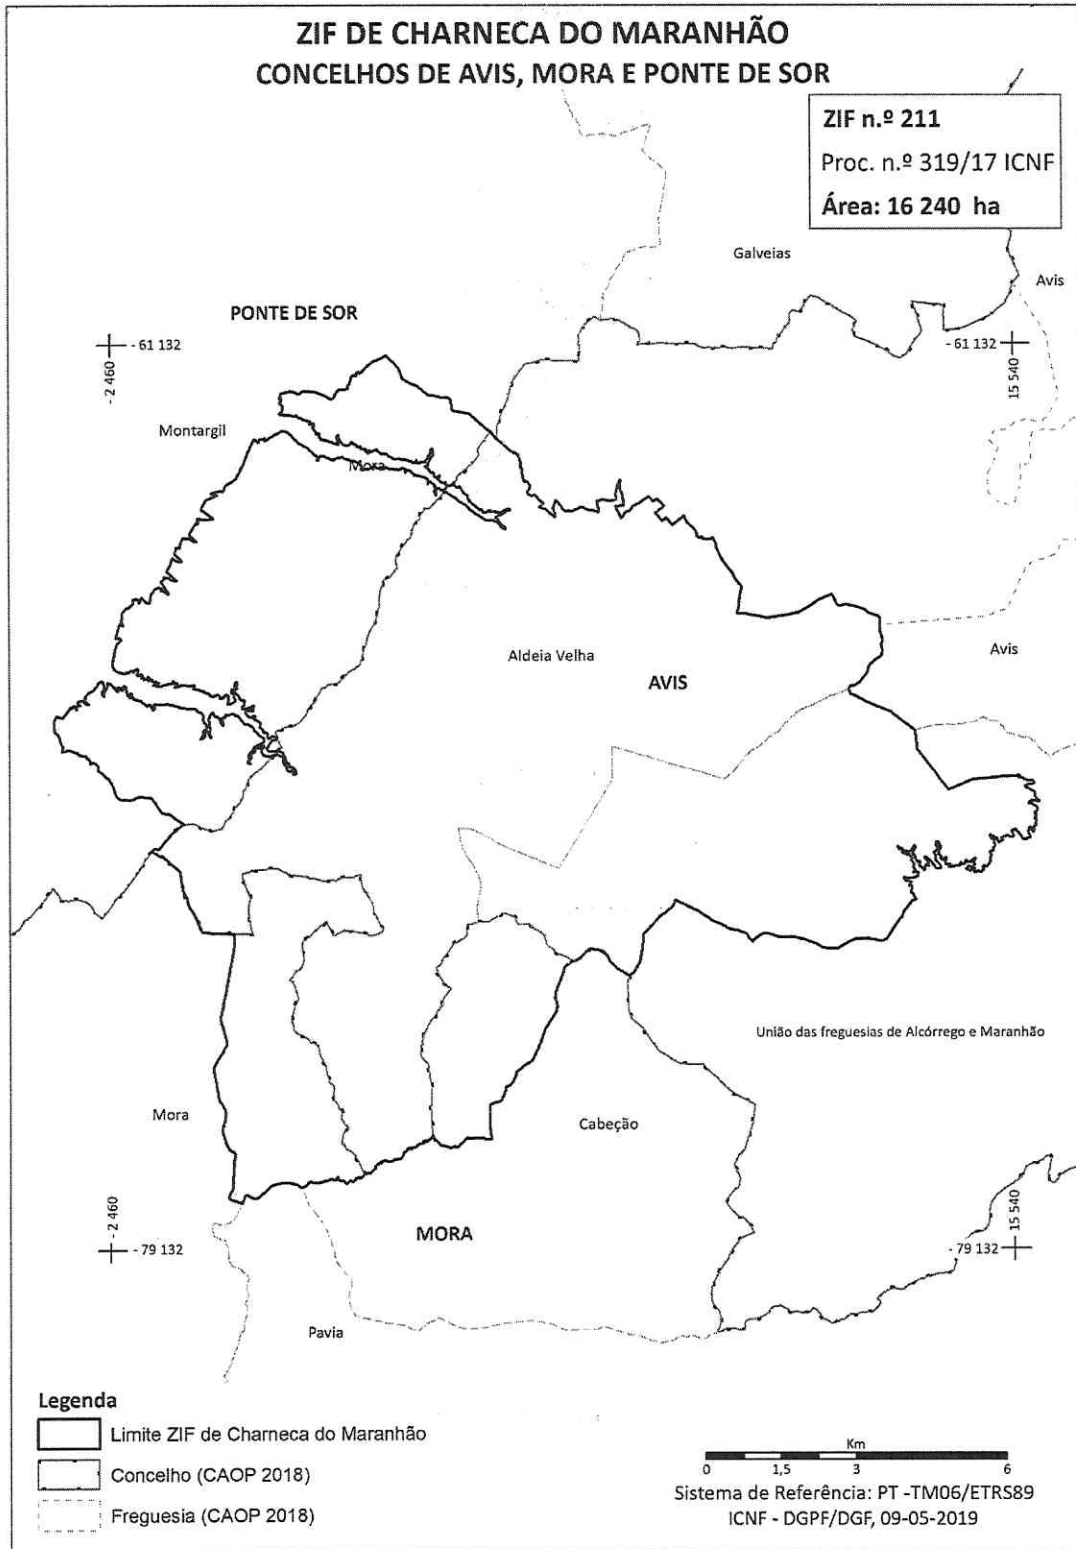 ZIF DE CHARNECA DO MARANHÃO
CONCELHOS DE AVIS, MORA E PONTE DE SOR
ZIF n.º 211
Proc. n.º 319/17 ICNF
Área: 16 240 ha
Galveias
Avis
PONTE DE SOR
- 61 132
- 2 460
- 61 132
15 540
Montargil
Mora
Aldeia Velha
AVIS
Avis
União das freguesias de Alcórrego e Maranhão
Mora
Cabeção
- 2 460
- 79 132
MORA
15 540
- 79 132
Pavia
Legenda
Limite ZIF de Charneca do Maranhão
Concelho (CAOP 2018)
Freguesia (CAOP 2018)
Km
0 1,5 3 6
Sistema de Referência: PT -TM06/ETRS89
ICNF - DGPF/DGF, 09-05-2019